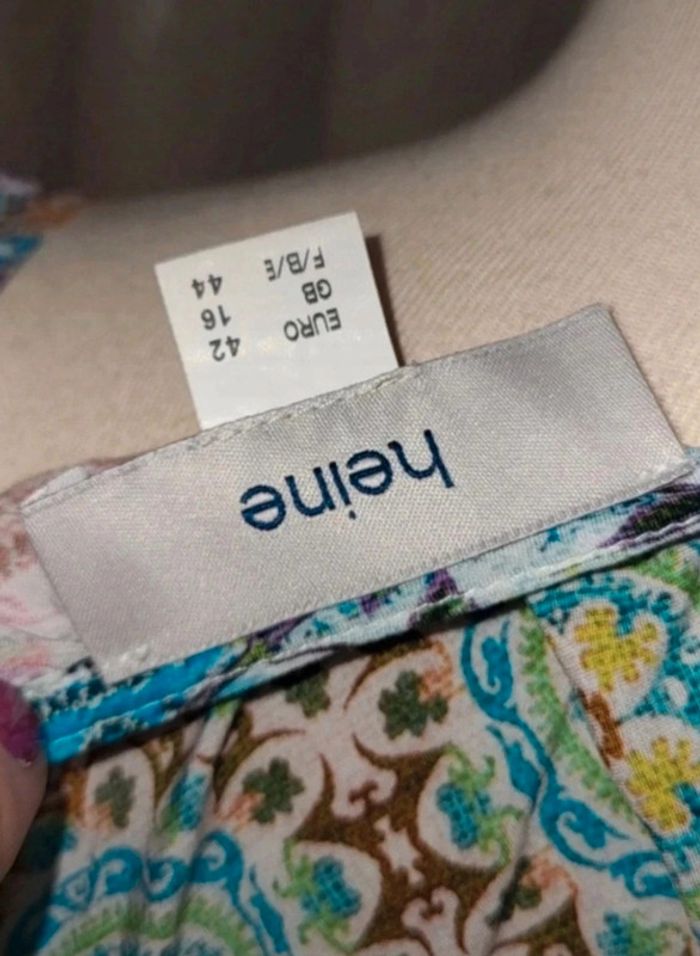 heine
EURO 42
GB 16
F/B/E 44